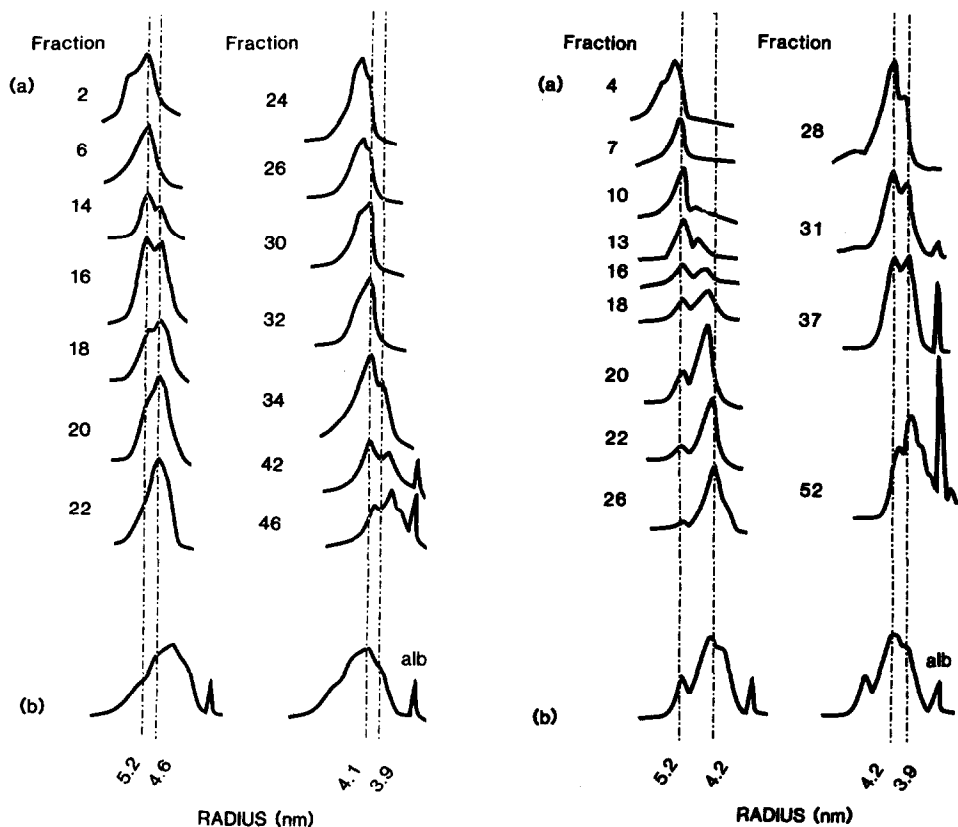 Fraction
(a)
2
6
14
16
18
20
22
(b)
5.2
4.6
Fraction
24
26
30
32
34
42
46
alb
4.1
3.9
RADIUS (nm)
Fraction
(a)
4
7
10
13
16
18
20
22
26
(b)
5.2
4.2
Fraction
28
31
37
52
alb
4.2
3.9
RADIUS (nm)